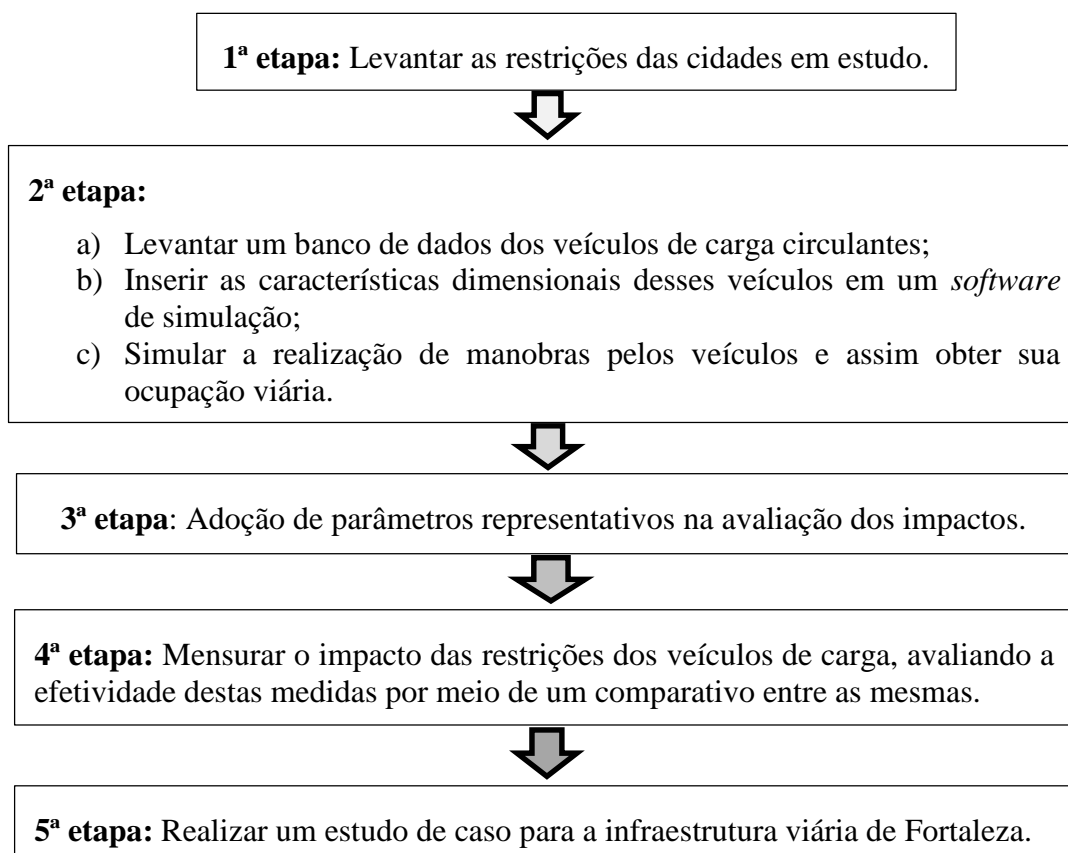 1ª etapa: Levantar as restrições das cidades em estudo.
2ª etapa:
a) Levantar um banco de dados dos veículos de carga circulantes;
b) Inserir as características dimensionais desses veículos em um software
de simulação;
c) Simular a realização de manobras pelos veículos e assim obter sua
ocupação viária.
3ª etapa: Adoção de parâmetros representativos na avaliação dos impactos.
4ª etapa: Mensurar o impacto das restrições dos veículos de carga, avaliando a
efetividade destas medidas por meio de um comparativo entre as mesmas.
5ª etapa: Realizar um estudo de caso para a infraestrutura viária de Fortaleza.